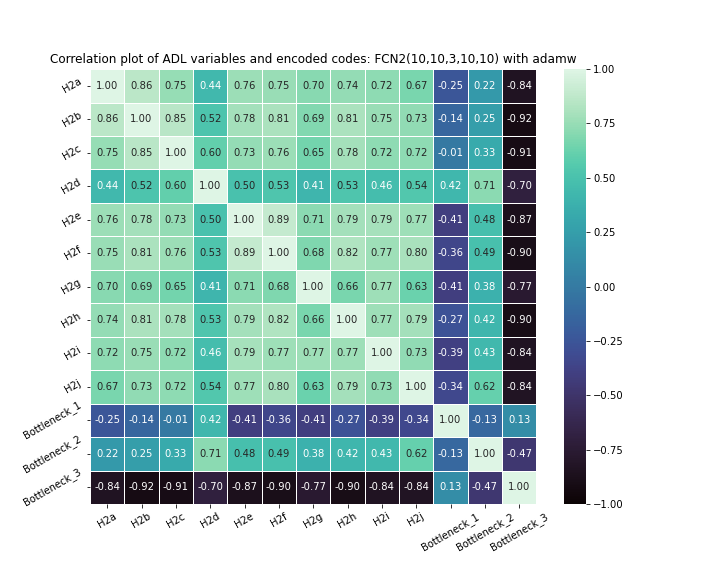 Correlation plot of ADL variables and encoded codes: FCN2(10,10,3,10,10) with adamw
H2a 1.00 0.86 0.75 0.44 0.76 0.75 0.70 0.74 0.72 0.67 -0.25 0.22 -0.84
H2b 0.86 1.00 0.85 0.52 0.78 0.81 0.69 0.81 0.75 0.73 -0.14 0.25 -0.92
H2c 0.75 0.85 1.00 0.60 0.73 0.76 0.65 0.78 0.72 0.72 -0.01 0.33 -0.91
H2d 0.44 0.52 0.60 1.00 0.50 0.53 0.41 0.53 0.46 0.54 0.42 0.71 -0.70
H2e 0.76 0.78 0.73 0.50 1.00 0.89 0.71 0.79 0.79 0.77 -0.41 0.48 -0.87
H2f 0.75 0.81 0.76 0.53 0.89 1.00 0.68 0.82 0.77 0.80 -0.36 0.49 -0.90
H2g 0.70 0.69 0.65 0.41 0.71 0.68 1.00 0.66 0.77 0.63 -0.41 0.38 -0.77
H2h 0.74 0.81 0.78 0.53 0.79 0.82 0.66 1.00 0.77 0.79 -0.27 0.42 -0.90
H2i 0.72 0.75 0.72 0.46 0.79 0.77 0.77 0.77 1.00 0.73 -0.39 0.43 -0.84
H2j 0.67 0.73 0.72 0.54 0.77 0.80 0.63 0.79 0.73 1.00 -0.34 0.62 -0.84
Bottleneck_1 -0.25 -0.14 -0.01 0.42 -0.41 -0.36 -0.41 -0.27 -0.39 -0.34 1.00 -0.13 0.13
Bottleneck_2 0.22 0.25 0.33 0.71 0.48 0.49 0.38 0.42 0.43 0.62 -0.13 1.00 -0.47
Bottleneck_3 -0.84 -0.92 -0.91 -0.70 -0.87 -0.90 -0.77 -0.90 -0.84 -0.84 0.13 -0.47 1.00
H2a H2b H2c H2d H2e H2f H2g H2h H2i H2j Bottleneck_1 Bottleneck_2 Bottleneck_3
1.00
0.75
0.50
0.25
0.00
-0.25
-0.50
-0.75
-1.00